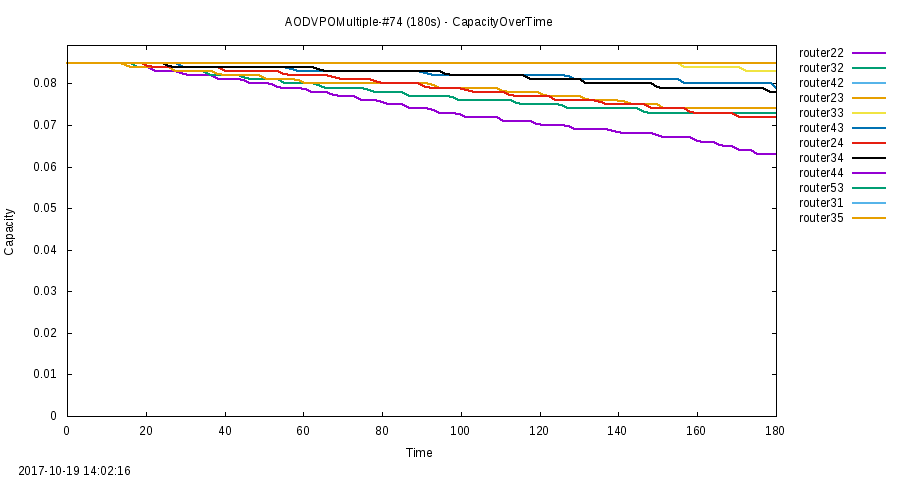 AODVPOMultiple-#74 (180s) - CapacityOverTime
router22
router32
router42
router23
router33
router43
router24
router34
router44
router53
router31
router35
0.08
0.07
0.06
0.05
0.04
0.03
0.02
0.01
0
Capacity
0 20 40 60 80 100 120 140 160 180
Time
2017-10-19 14:02:16